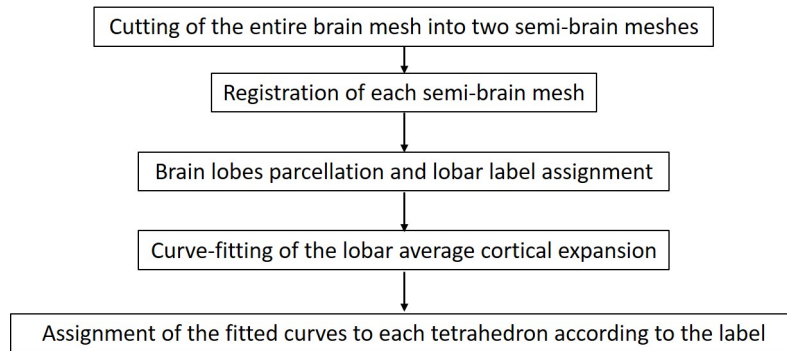 Cutting of the entire brain mesh into two semi-brain meshes
Registration of each semi-brain mesh
Brain lobes parcellation and lobar label assignment
Curve-fitting of the lobar average cortical expansion
Assignment of the fitted curves to each tetrahedron according to the label